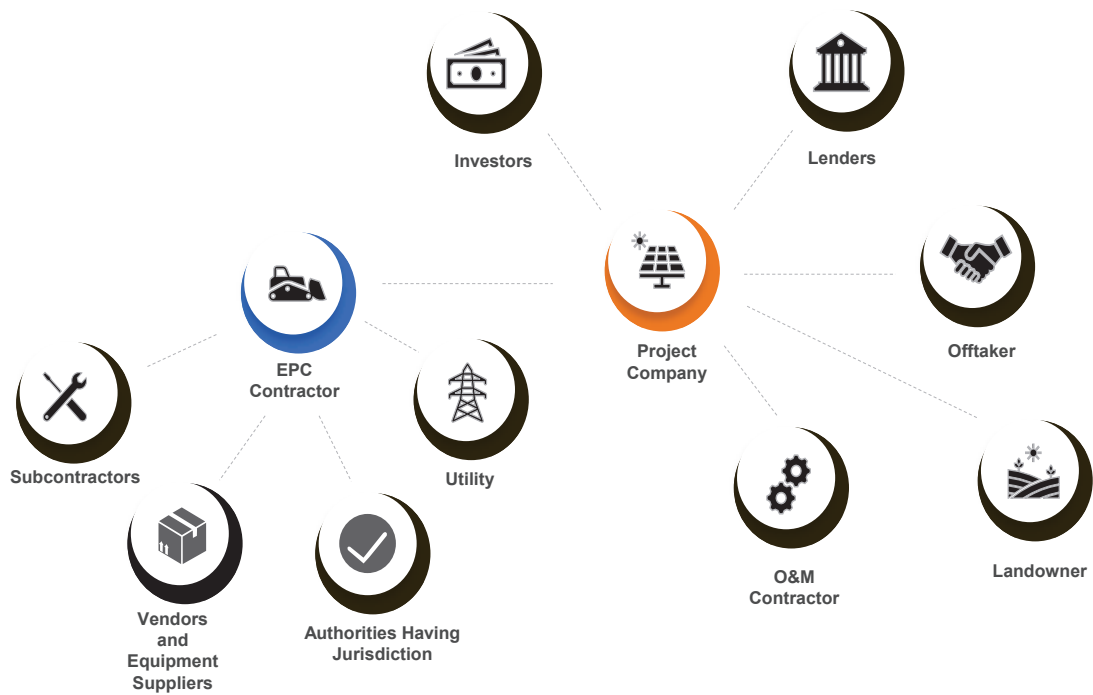 Investors
Lenders
EPC
Contractor
Project
Company
Offtaker
Subcontractors
Utility
Vendors
and
Equipment
Suppliers
Authorities Having
Jurisdiction
O&M
Contractor
Landowner